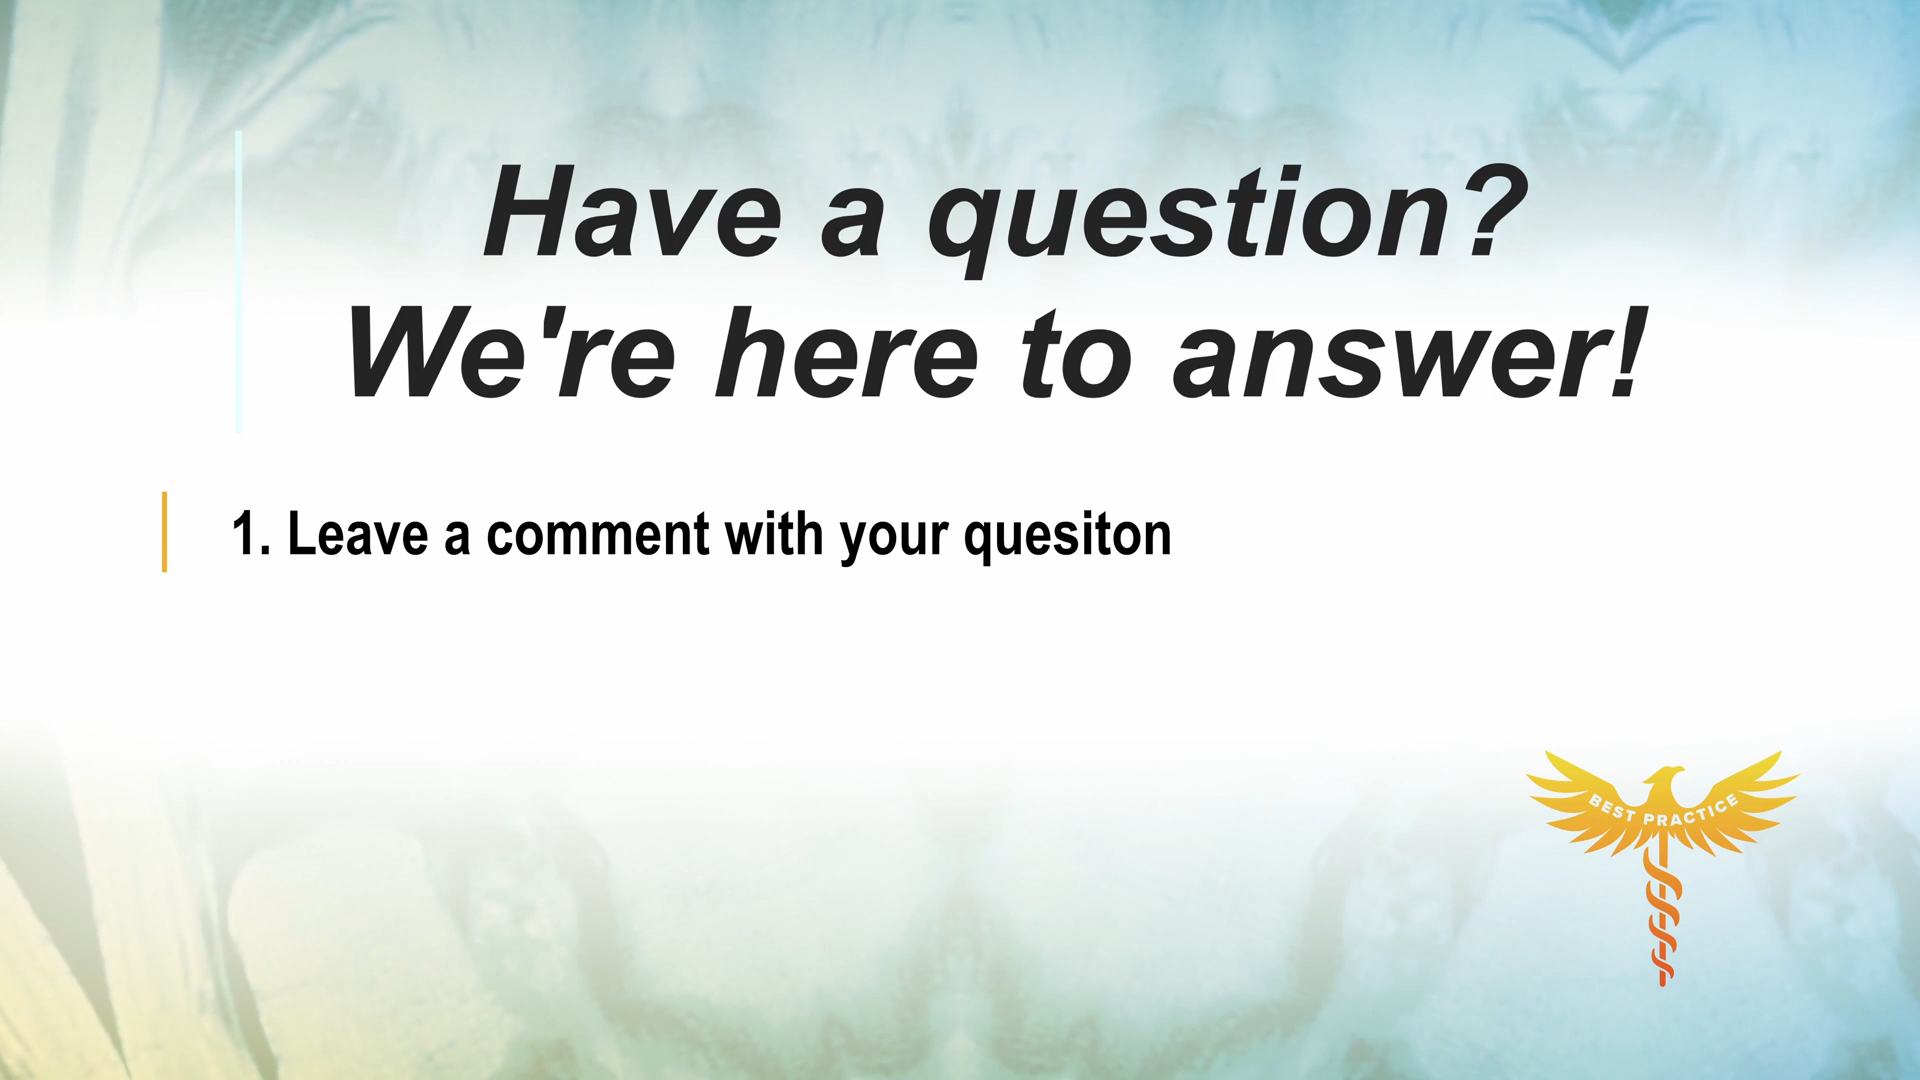 Have a question?
We're here to answer!
1. Leave a comment with your quesiton
BEST PRACTICE